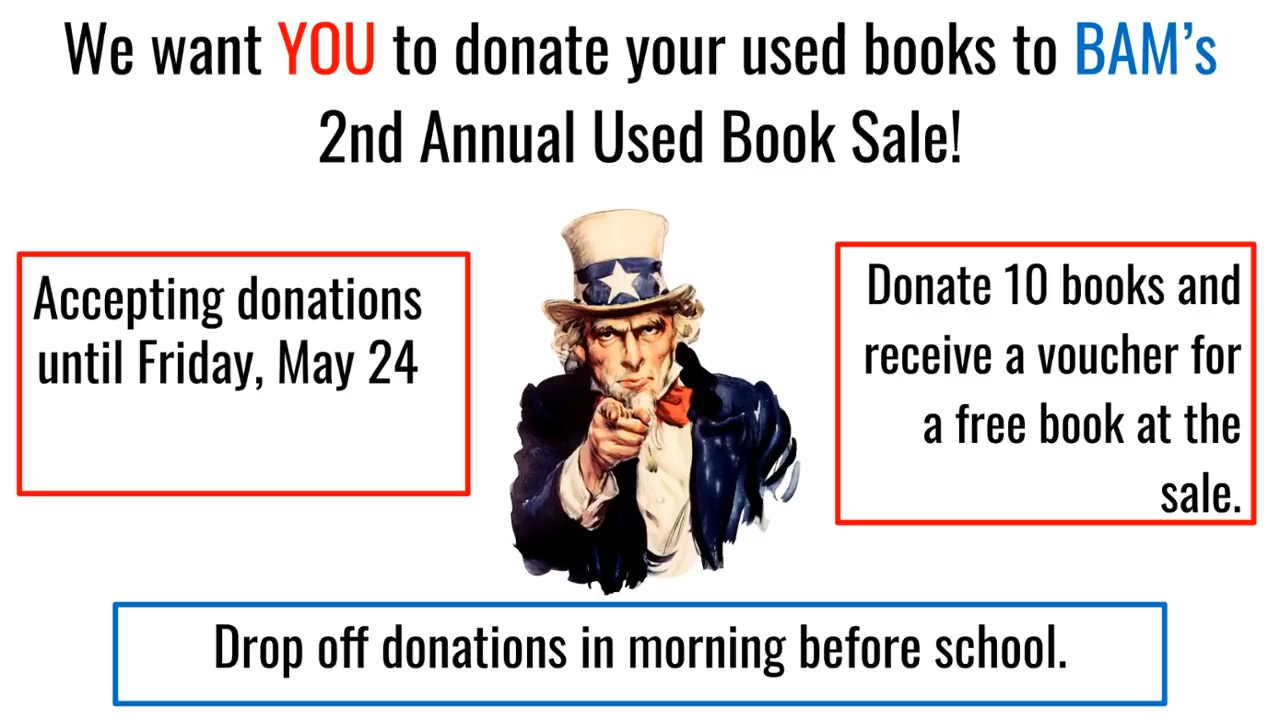 We want YOU to donate your used books to BAM’s
2nd Annual Used Book Sale!
Accepting donations
until Friday, May 24
Donate 10 books and
receive a voucher for
a free book at the
sale.
Drop off donations in morning before school.